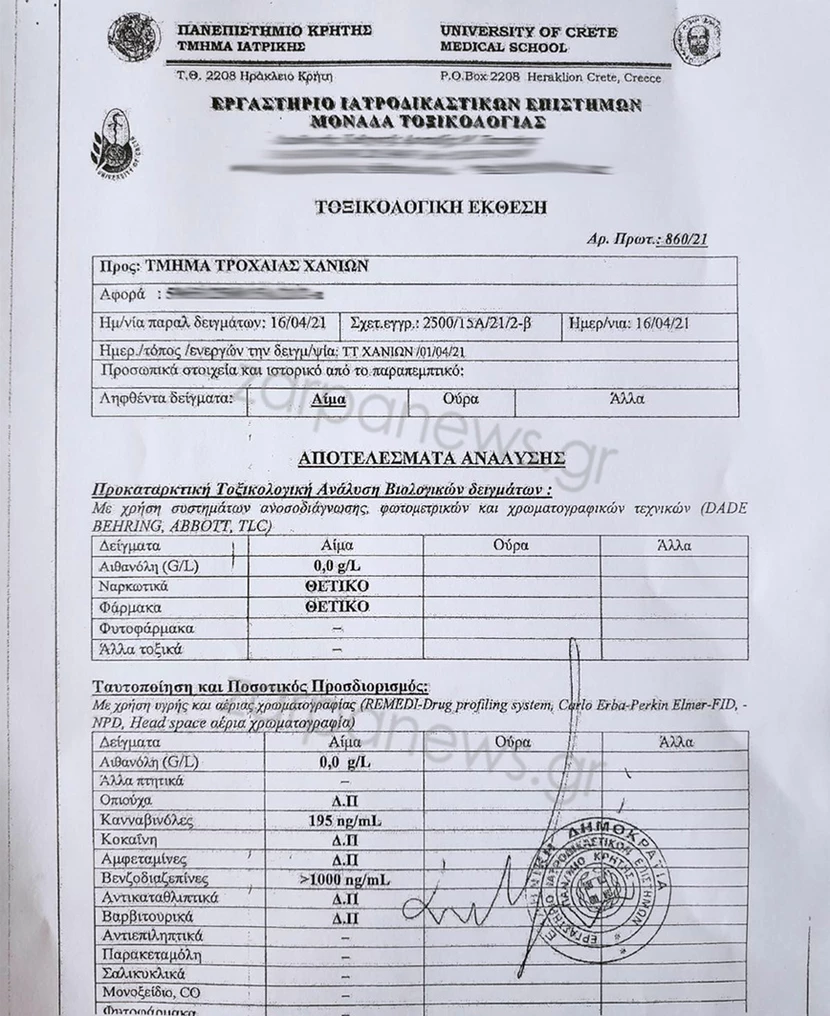 ΠΑΝΕΠΙΣΤΗΜΙΟ ΚΡΗΤΗΣ UNIVERSITY OF CRETE
ΤΜΗΜΑ ΙΑΤΡΙΚΗΣ MEDICAL SCHOOL
Τ.Θ. 2208 Ηράκλειο Κρήτη P.O.Box 2208 Heraklion Crete, Greece
ΕΡΓΑΣΤΗΡΙΟ ΙΑΤΡΟΔΙΚΑΣΤΙΚΩΝ ΕΠΙΣΤΗΜΩΝ
ΜΟΝΑΔΑ ΤΟΞΙΚΟΛΟΓΙΑΣ
ΤΟΞΙΚΟΛΟΓΙΚΗ ΕΚΘΕΣΗ
Αρ. Πρωτ.: 860/21
Προς: ΤΜΗΜΑ ΤΡΟΧΑΙΑΣ ΧΑΝΙΩΝ
Αφορά :
Ημ/νία παραλ δειγμάτων: 16/04/21 Σχετ.εγγρ.: 2500/15Α/21/2-β Ημερ/νια: 16/04/21
Ημερ./τόπος /ενεργών την δειγμ/ψία: ΤΤ ΧΑΝΙΩΝ /01/04/21
Προσωπικά στοιχεία και ιστορικό από το παραπεμπτικό:
Ληφθέντα δείγματα: Αίμα Ούρα Άλλα
zarpanews.gr
ΑΠΟΤΕΛΕΣΜΑΤΑ ΑΝΑΛΥΣΗΣ
Προκαταρκτική Τοξικολογική Ανάλυση Βιολογικών δειγμάτων :
Με χρήση συστημάτων ανοσοδιάγνωσης, φωτομετρικών και χρωματογραφικών τεχνικών (DADE
BEHRING, ABBOTT, TLC)
Δείγματα Αίμα Ούρα Άλλα
Αιθανόλη (G/L) 0,0 g/L
Ναρκωτικά ΘΕΤΙΚΟ
Φάρμακα ΘΕΤΙΚΟ
Φυτοφάρμακα –
Άλλα τοξικά –
Ταυτοποίηση και Ποσοτικός Προσδιορισμός:
Με χρήση υγρής και αέριας χρωματογραφίας (REMEDI-Drug profiling system, Carlo Erba-Perkin Elmer-FID, -
NPD, Head space αέρια χρωματογραφία)
zarpanews.gr
Δείγματα Αίμα Ούρα Άλλα
Αιθανόλη (G/L) 0,0 g/L
Άλλα πτητικά –
Οπιούχα Δ.Π
Κανναβινόλες 195 ng/mL
Κοκαΐνη Δ.Π
Αμφεταμίνες Δ.Π
Βενζοδιαζεπίνες >1000 ng/mL
Αντικαταθλιπτικά Δ.Π
Βαρβιτουρικά Δ.Π
Αντιεπιληπτικά –
Παρακεταμόλη –
Σαλικυλικά –
Μονοξείδιο, CO –